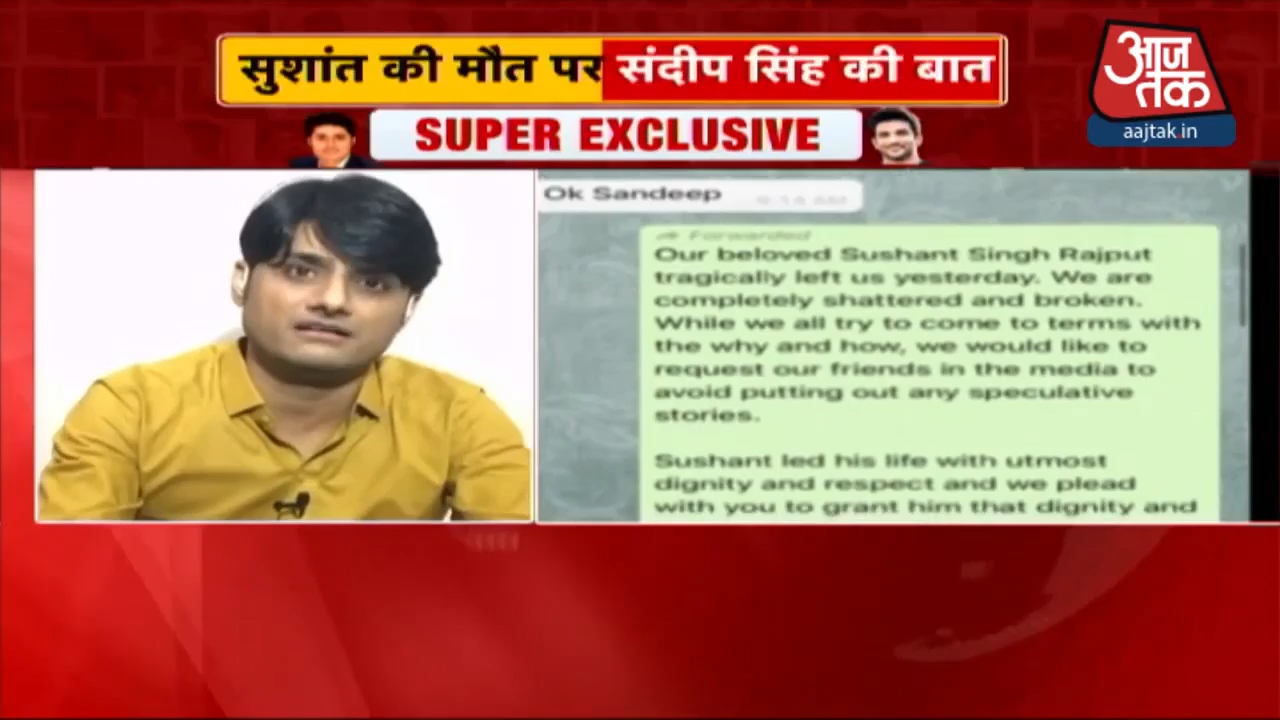 सुशांत की मौत पर संदीप सिंह की बात
आज
तक
aajtak.in
SUPER EXCLUSIVE
Ok Sandeep
9:14 AM
Forwarded
Our beloved Sushant Singh Rajput
tragically left us yesterday. We are
completely shattered and broken.
While we all try to come to terms with
the why and how, we would like to
request our friends in the media to
avoid putting out any speculative
stories.
Sushant led his life with utmost
dignity and respect and we plead
with you to grant him that dignity and